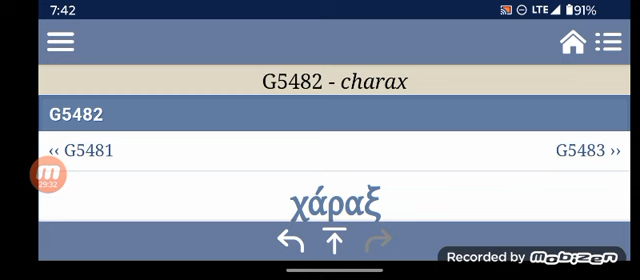 7:42 LTE 91%
G5482 - charax
G5482
‹‹ G5481 G5483 ››
29:32
χάραξ
Recorded by MOBIZEN